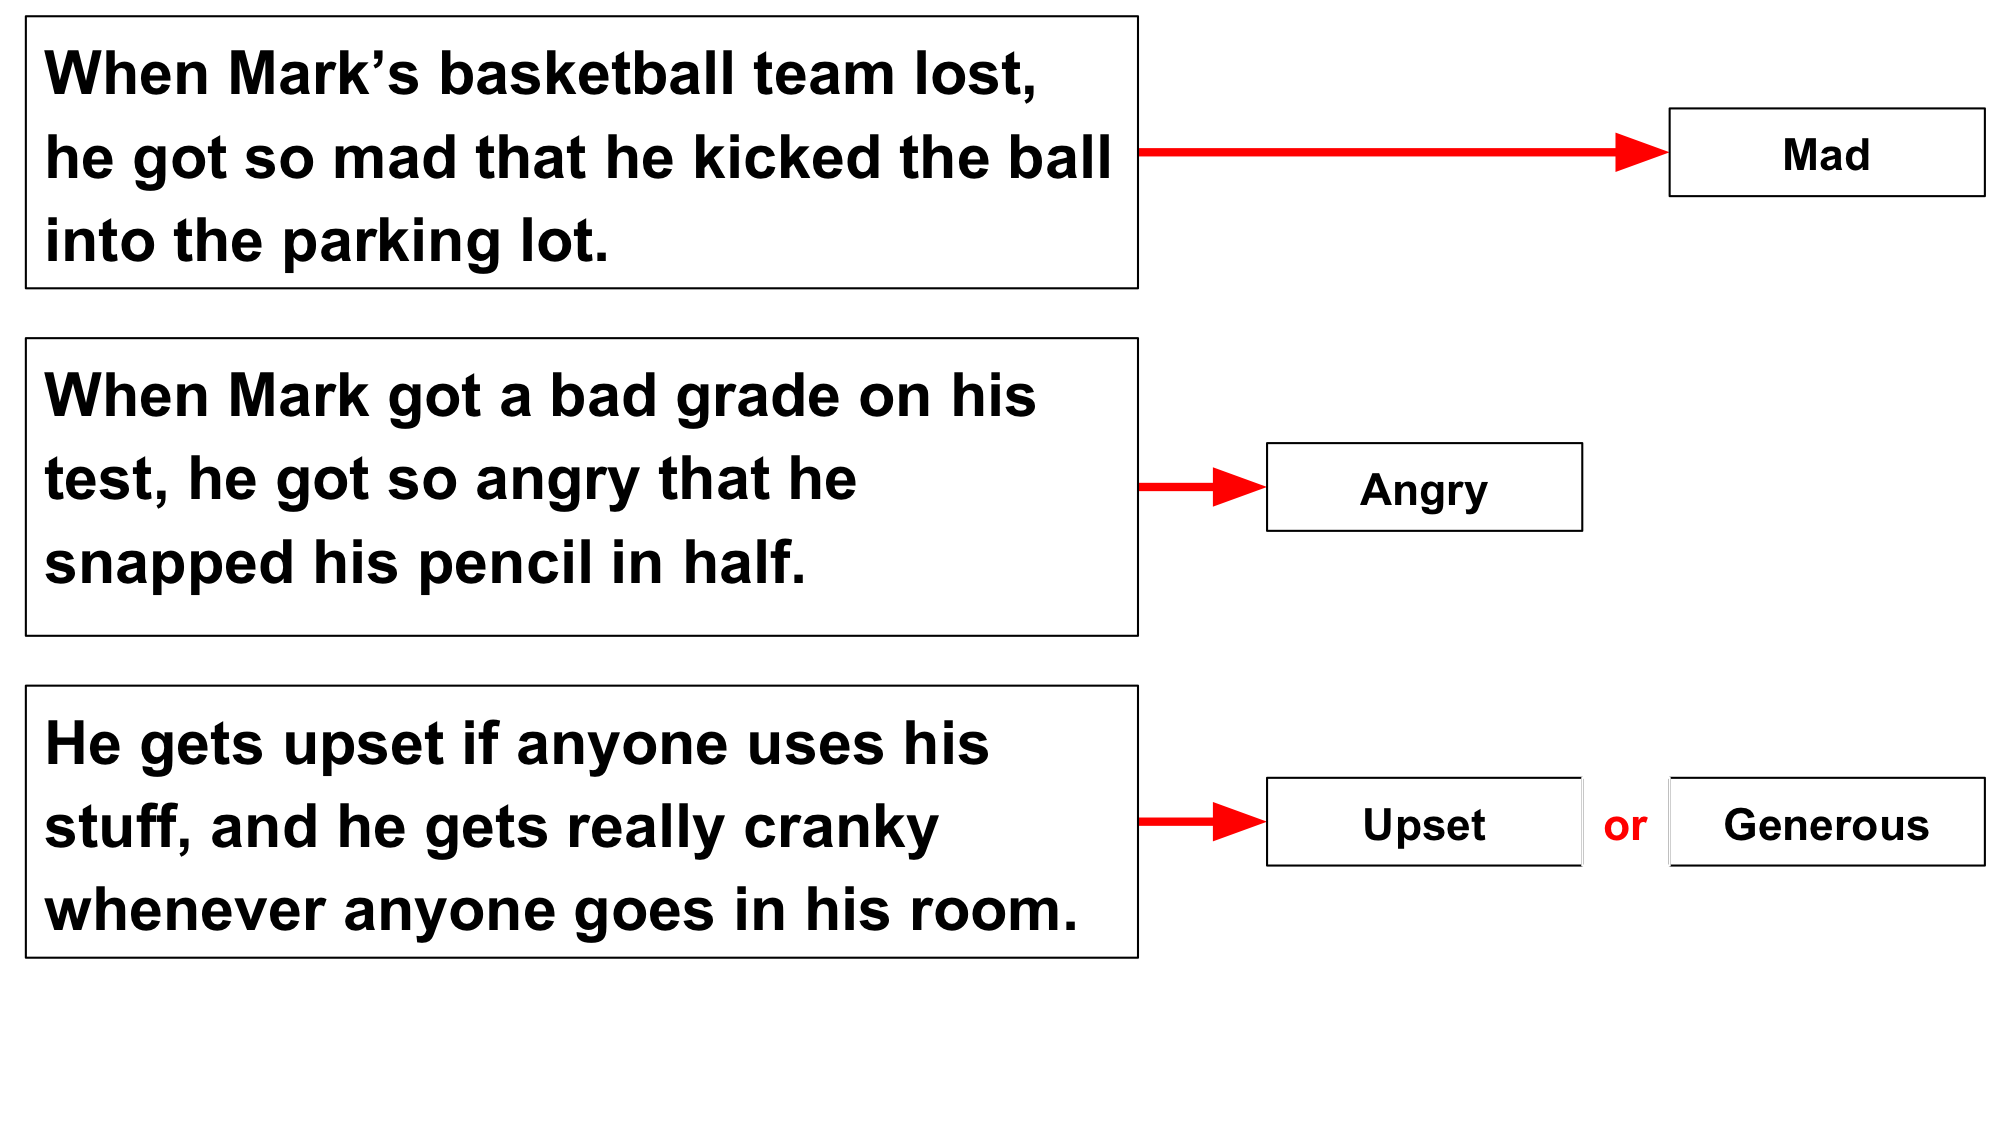 When Mark’s basketball team lost,
he got so mad that he kicked the ball
into the parking lot.
Mad
When Mark got a bad grade on his
test, he got so angry that he
snapped his pencil in half.
Angry
He gets upset if anyone uses his
stuff, and he gets really cranky
whenever anyone goes in his room.
Upset or Generous